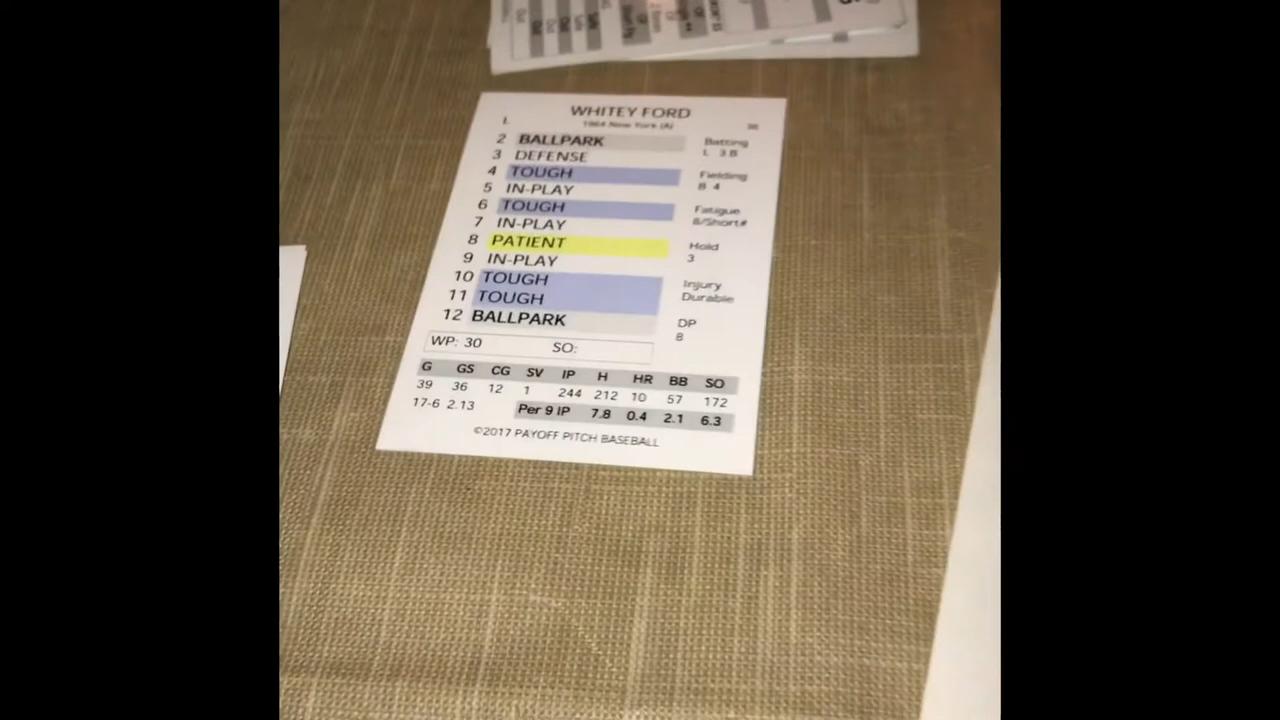 WHITEY FORD
L 1964 New York (A)
2 BALLPARK
3 DEFENSE
4 TOUGH
5 IN-PLAY
6 TOUGH
7 IN-PLAY
8 PATIENT
9 IN-PLAY
10 TOUGH
11 TOUGH
12 BALLPARK
Batting
L 3 B
Fielding
B 4
Fatigue
8/Short#
Hold
3
Injury
Durable
DP
8
WP: 30 SO:
G GS CG SV IP H HR BB SO
39 36 12 1 244 212 10 57 172
17-6 2.13 Per 9 IP 7.8 0.4 2.1 6.3
©2017 PAYOFF PITCH BASEBALL